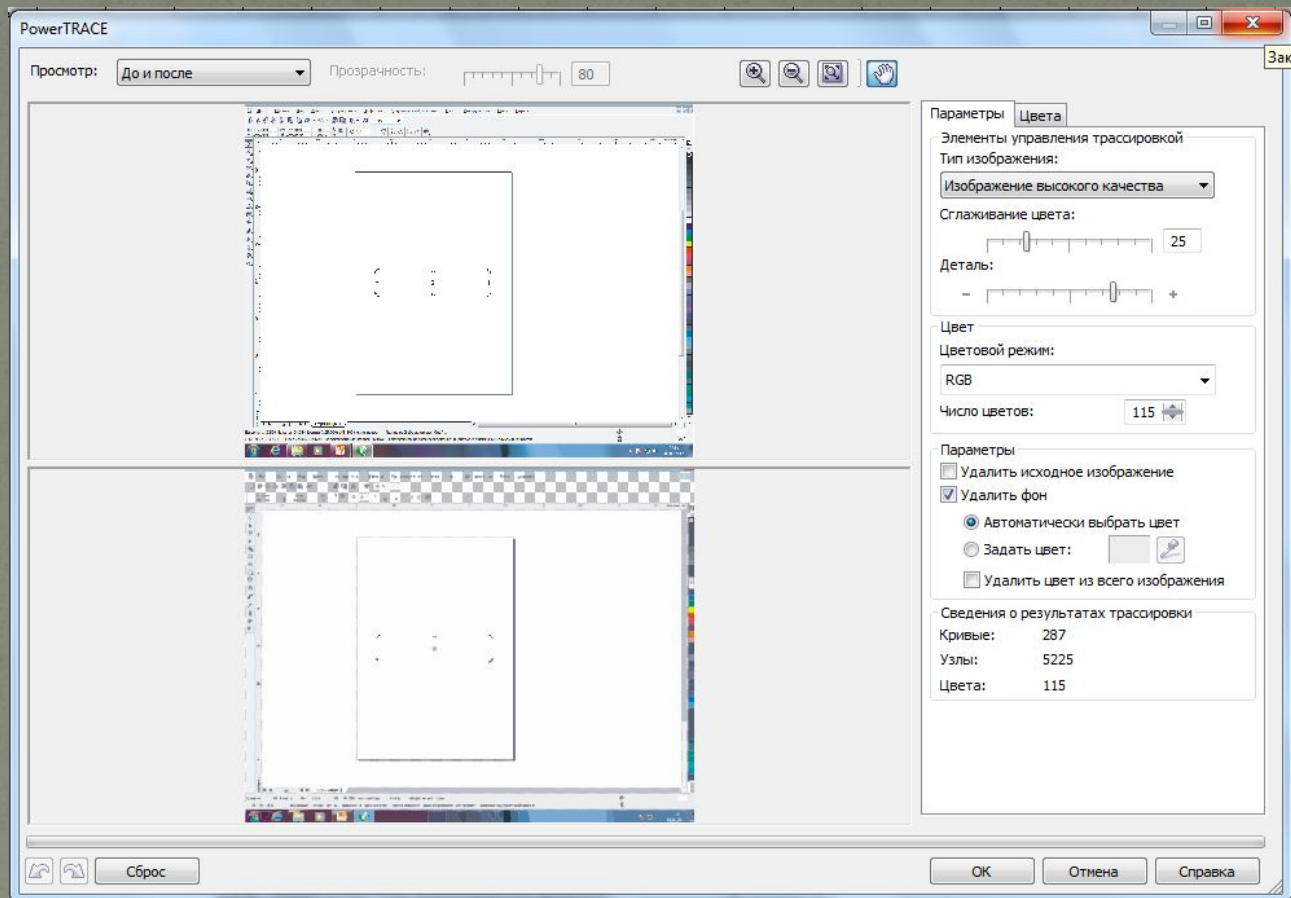 PowerTRACE
Зак
Просмотр: До и после Прозрачность: 80
Параметры Цвета
Элементы управления трассировкой
Тип изображения:
Изображение высокого качества
Сглаживание цвета:
25
Деталь:
- +
Цвет
Цветовой режим:
RGB
Число цветов: 115
Параметры
Удалить исходное изображение
Удалить фон
Автоматически выбрать цвет
Задать цвет:
Удалить цвет из всего изображения
Сведения о результатах трассировки
Кривые: 287
Узлы: 5225
Цвета: 115
Сброс ОК Отмена Справка